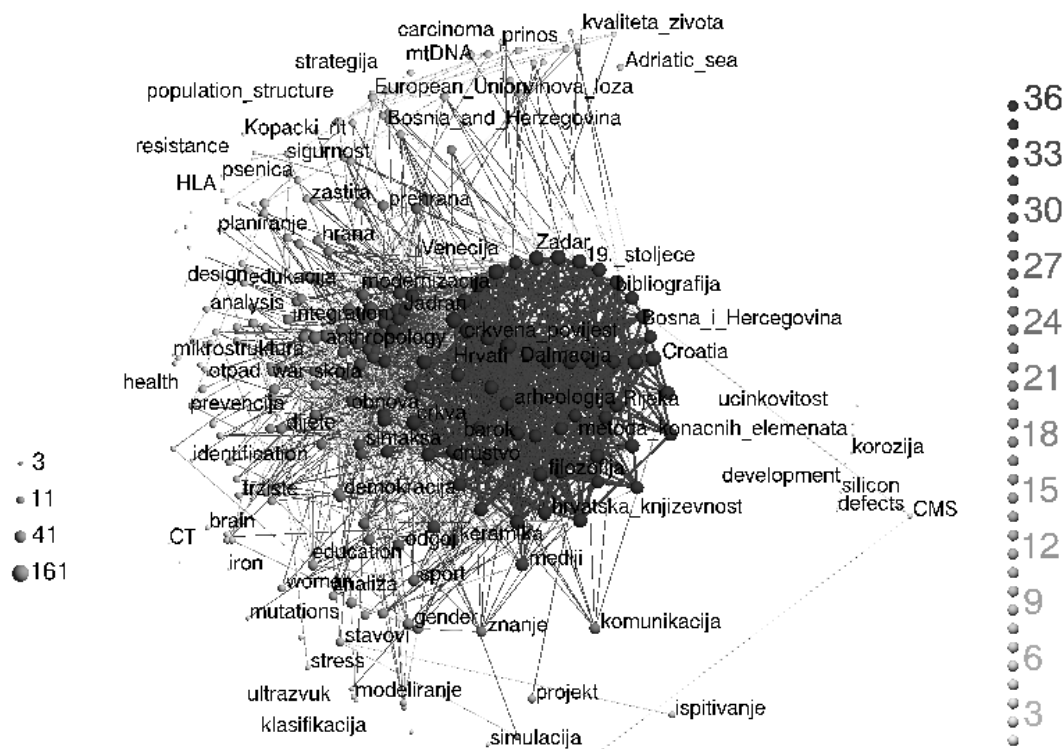 carcinoma
prinos
kvaliteta_zivota
mtDNA
strategija
Adriatic_sea
population_structure
European_Union
vinova_loza
Kopacki_rit
Bosnia_and_Herzegovina
resistance
sigurnost
psenica
HLA
zastita
prehrana
planiranje
hrana
Venecija
Zadar
19._stoljece
design
edukacija
modernizacija
bibliografija
analysis
integration
Jadran
Bosna_i_Hercegovina
mikrostruktura
anthropology
crkvena_povijest
Hrvati
Dalmacija
Croatia
health
otpad
war
skola
prevencija
obnova
crkva
arheologija
Rijeka
ucinkovitost
dijete
sintaksa
barok
metoda_konacnih_elemenata
identification
drustvo
korozija
trziste
demokracija
filozofija
development
silicon
defects
CMS
brain
hrvatska_knjizevnost
CT
keramika
odgoj
iron
education
mediji
women
analiza
sport
mutations
gender
znanje
komunikacija
stavovi
stress
ultrazvuk
modeliranje
projekt
klasifikacija
ispitivanje
simulacija
3
11
41
161
36
33
30
27
24
21
18
15
12
9
6
3